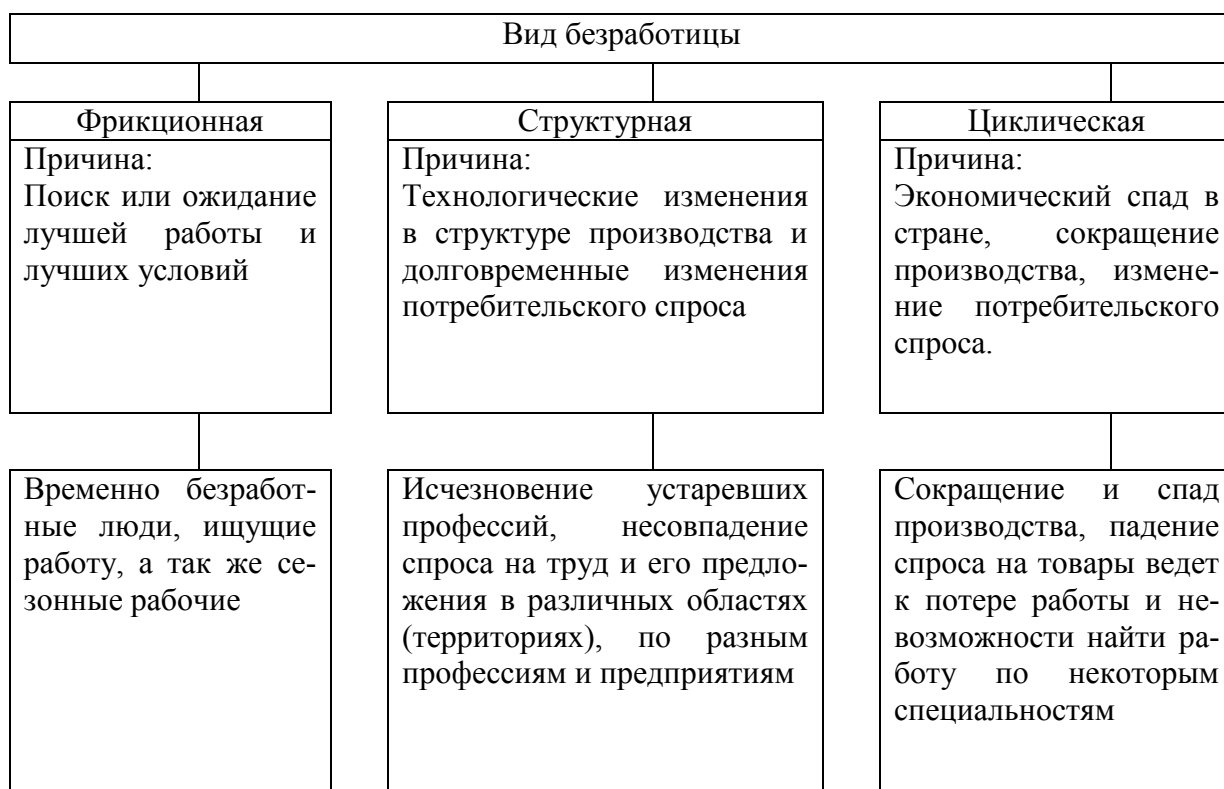 Вид безработицы
Фрикционная
Причина:
Поиск или ожидание
лучшей работы и
лучших условий
Структурная
Причина:
Технологические изменения
в структуре производства и
долговременные изменения
потребительского спроса
Циклическая
Причина:
Экономический спад в
стране, сокращение
производства, измене-
ние потребительского
спроса.
Временно безработ-
ные люди, ищущие
работу, а так же се-
зонные рабочие
Исчезновение устаревших
профессий, несовпадение
спроса на труд и его предло-
жения в различных областях
(территориях), по разным
профессиям и предприятиям
Сокращение и спад
производства, падение
спроса на товары ведет
к потере работы и не-
возможности найти ра-
боту по некоторым
специальностям